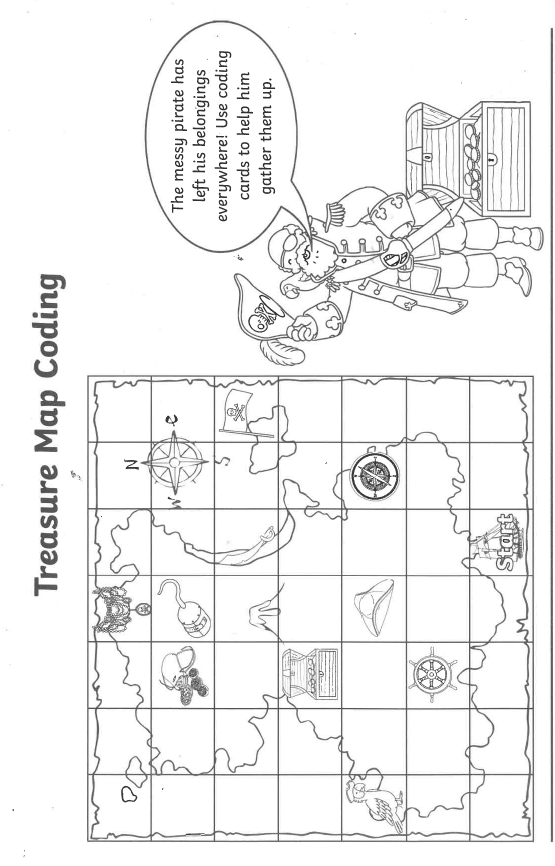 Treasure Map Coding
The messy pirate has
left his belongings
everywhere! Use coding
cards to help him
gather them up.
N
W
e
S
Start